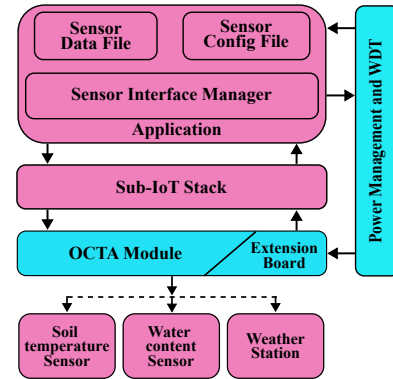 Sensor
Data File
Sensor
Config File
Sensor Interface Manager
Application
Power Management and WDT
Sub-IoT Stack
OCTA Module
Extension
Board
Soil
temperature
Sensor
Water
content
Sensor
Weather
Station